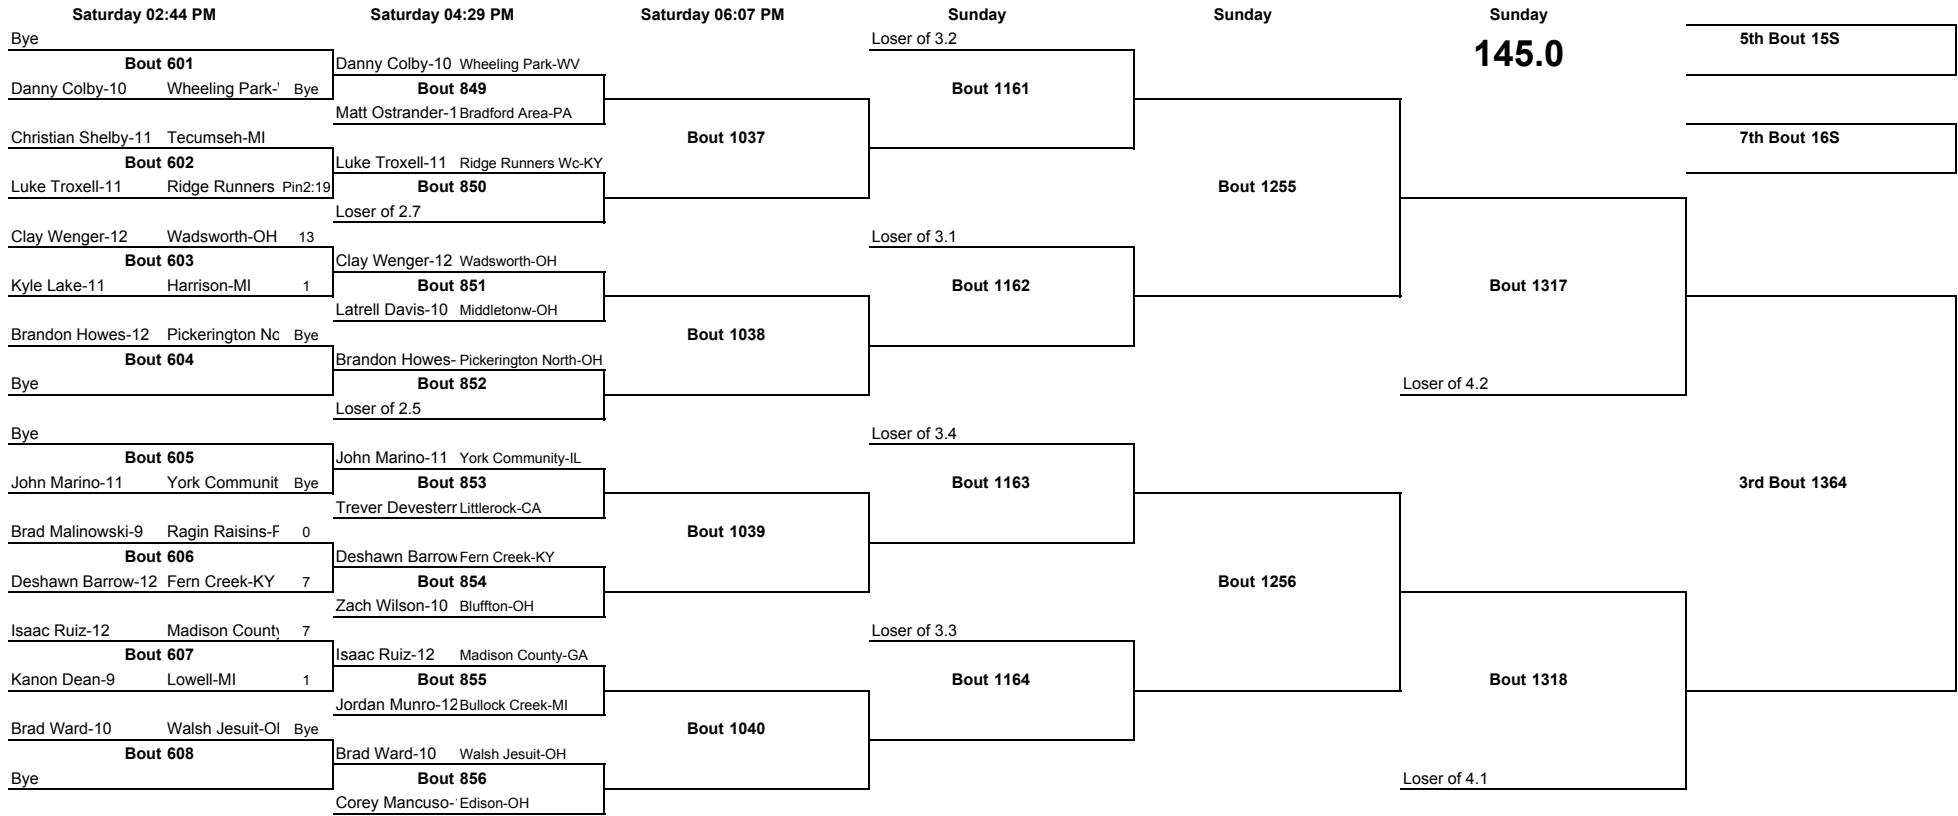 Saturday 02:44 PM Saturday 04:29 PM Saturday 06:07 PM Sunday Sunday Sunday
145.0
Bye
Bout 601
Danny Colby-10 Wheeling Park-' Bye
Christian Shelby-11 Tecumseh-MI
Bout 602
Luke Troxell-11 Ridge Runners Pin2:19
Clay Wenger-12 Wadsworth-OH 13
Bout 603
Kyle Lake-11 Harrison-MI 1
Brandon Howes-12 Pickerington Nc Bye
Bout 604
Bye
Bye
Bout 605
John Marino-11 York Communit Bye
Brad Malinowski-9 Ragin Raisins-F 0
Bout 606
Deshawn Barrow-12 Fern Creek-KY 7
Isaac Ruiz-12 Madison County 7
Bout 607
Kanon Dean-9 Lowell-MI 1
Brad Ward-10 Walsh Jesuit-OI Bye
Bout 608
Bye
Danny Colby-10 Wheeling Park-WV
Bout 849
Matt Ostrander-1 Bradford Area-PA
Luke Troxell-11 Ridge Runners Wc-KY
Bout 850
Loser of 2.7
Clay Wenger-12 Wadsworth-OH
Bout 851
Latrell Davis-10 Middletonw-OH
Brandon Howes- Pickerington North-OH
Bout 852
Loser of 2.5
John Marino-11 York Community-IL
Bout 853
Trever Devesterr Littlerock-CA
Deshawn Barrow Fern Creek-KY
Bout 854
Zach Wilson-10 Bluffton-OH
Isaac Ruiz-12 Madison County-GA
Bout 855
Jordan Munro-12 Bullock Creek-MI
Brad Ward-10 Walsh Jesuit-OH
Bout 856
Corey Mancuso-' Edison-OH
Bout 1037
Bout 1038
Bout 1039
Bout 1040
Loser of 3.2
Bout 1161
Loser of 3.1
Bout 1162
Loser of 3.4
Bout 1163
Loser of 3.3
Bout 1164
Bout 1255
Bout 1256
Bout 1317
Loser of 4.2
Bout 1318
Loser of 4.1
5th Bout 15S
7th Bout 16S
3rd Bout 1364